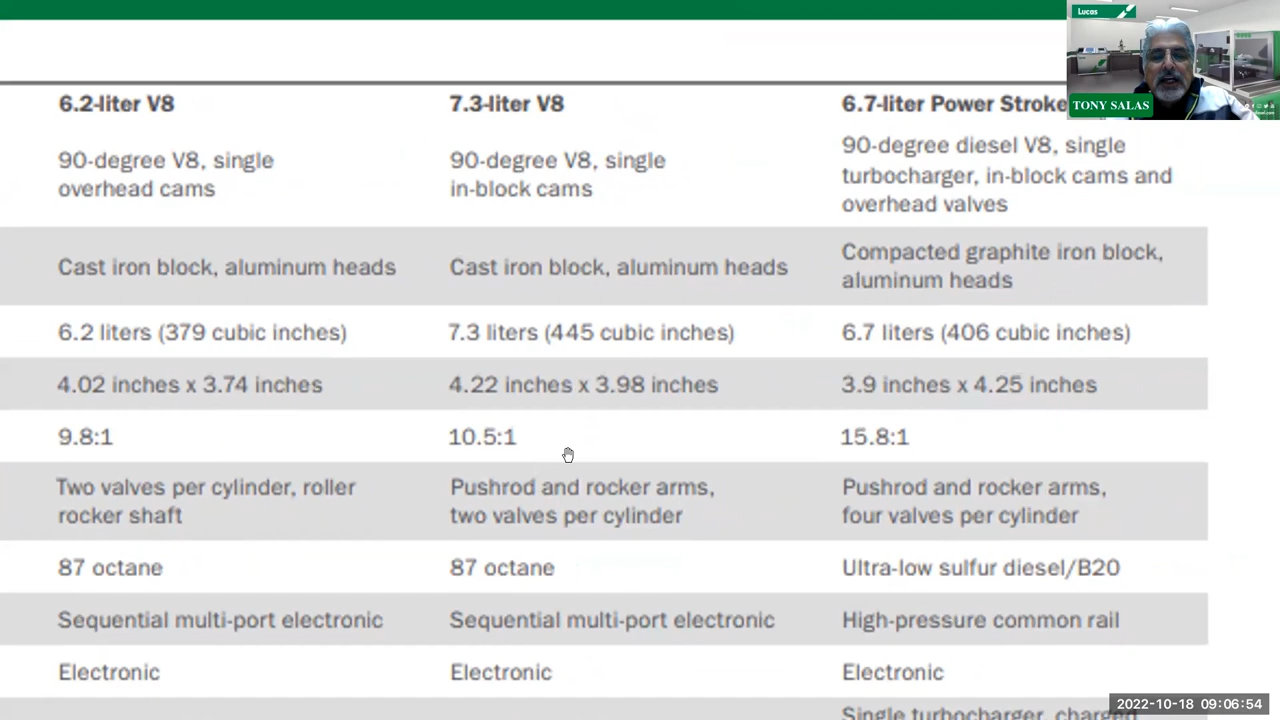 Lucas
TONY SALAS
6.2-liter V8
7.3-liter V8
6.7-liter Power Stroke
90-degree V8, single
overhead cams
90-degree V8, single
in-block cams
90-degree diesel V8, single
turbocharger, in-block cams and
overhead valves
Cast iron block, aluminum heads
Cast iron block, aluminum heads
Compacted graphite iron block,
aluminum heads
6.2 liters (379 cubic inches)
7.3 liters (445 cubic inches)
6.7 liters (406 cubic inches)
4.02 inches x 3.74 inches
4.22 inches x 3.98 inches
3.9 inches x 4.25 inches
9.8:1
10.5:1
15.8:1
Two valves per cylinder, roller
rocker shaft
Pushrod and rocker arms,
two valves per cylinder
Pushrod and rocker arms,
four valves per cylinder
87 octane
87 octane
Ultra-low sulfur diesel/B20
Sequential multi-port electronic
Sequential multi-port electronic
High-pressure common rail
Electronic
Electronic
Electronic
Single turbocharger, charged
2022-10-18 09:06:54